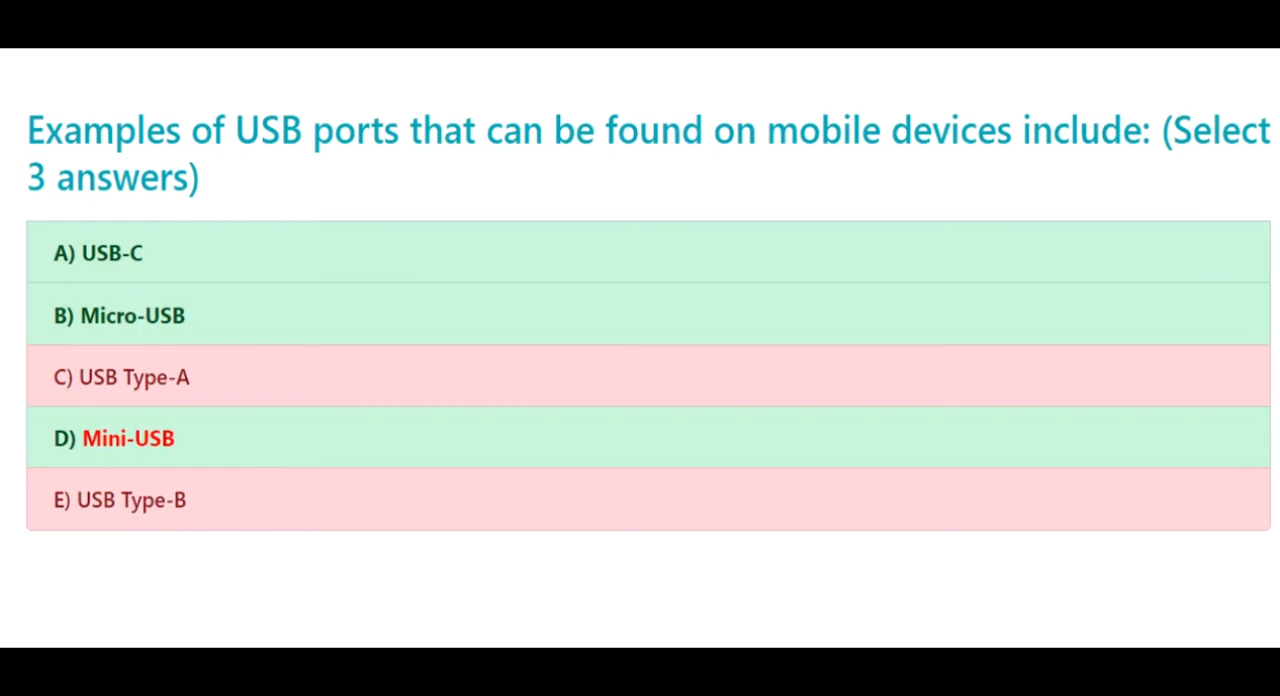 Examples of USB ports that can be found on mobile devices include: (Select
3 answers)
A) USB-C
B) Micro-USB
C) USB Type-A
D) Mini-USB
E) USB Type-B